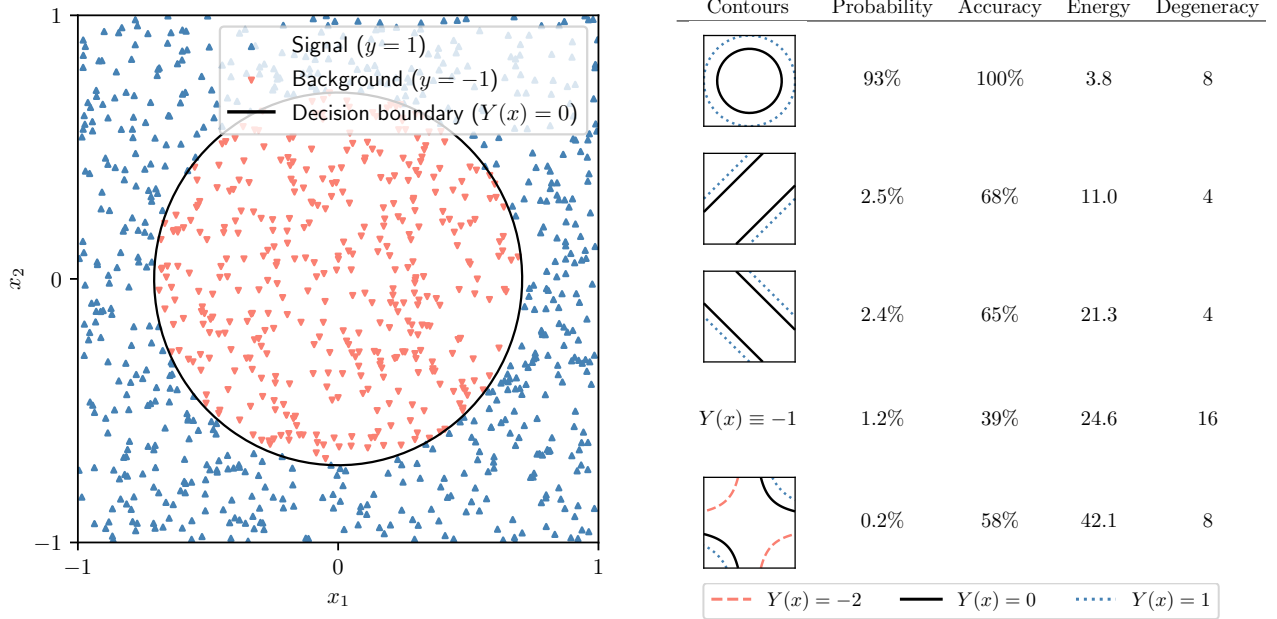 Signal (y = 1)
Background (y = −1)
Decision boundary (Y(x) = 0)
1
0
−1
x₂
−1
0
1
x₁
Contours Probability Accuracy Energy Degeneracy
93% 100% 3.8 8
2.5% 68% 11.0 4
2.4% 65% 21.3 4
Y(x) ≡ −1 1.2% 39% 24.6 16
0.2% 58% 42.1 8
Y(x) = −2 Y(x) = 0 Y(x) = 1